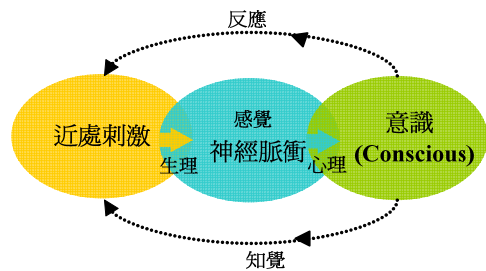 反應
近處刺激
生理
感覺
神經脈衝
心理
意識
(Conscious)
知覺